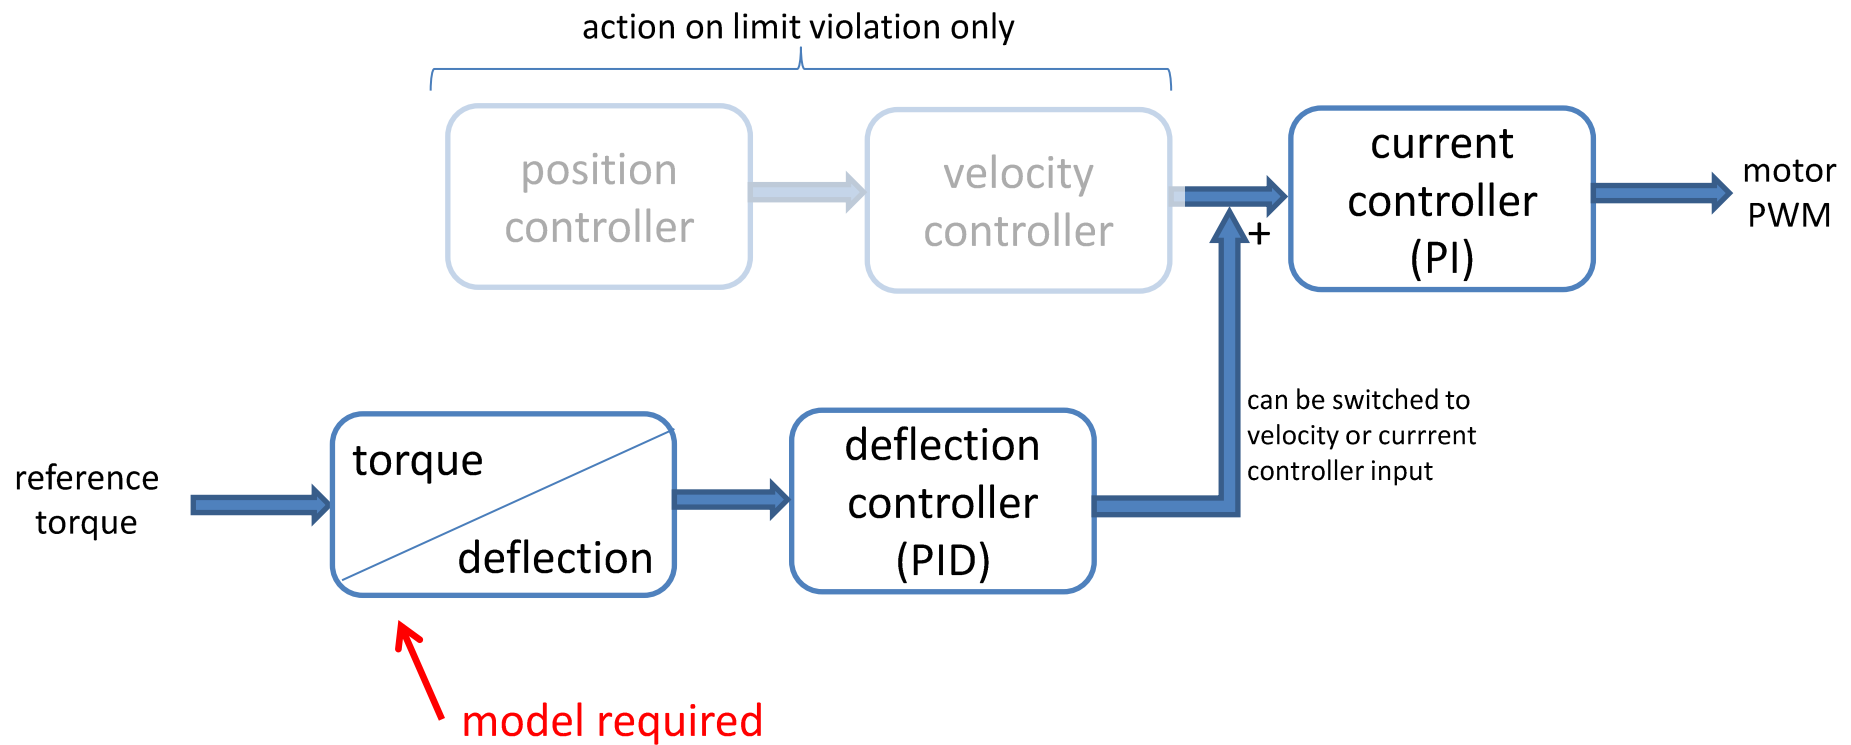 action on limit violation only
position
controller
velocity
controller
current
controller
(PI)
motor
PWM
+
can be switched to
velocity or currrent
controller input
reference
torque
torque
deflection
deflection
controller
(PID)
model required